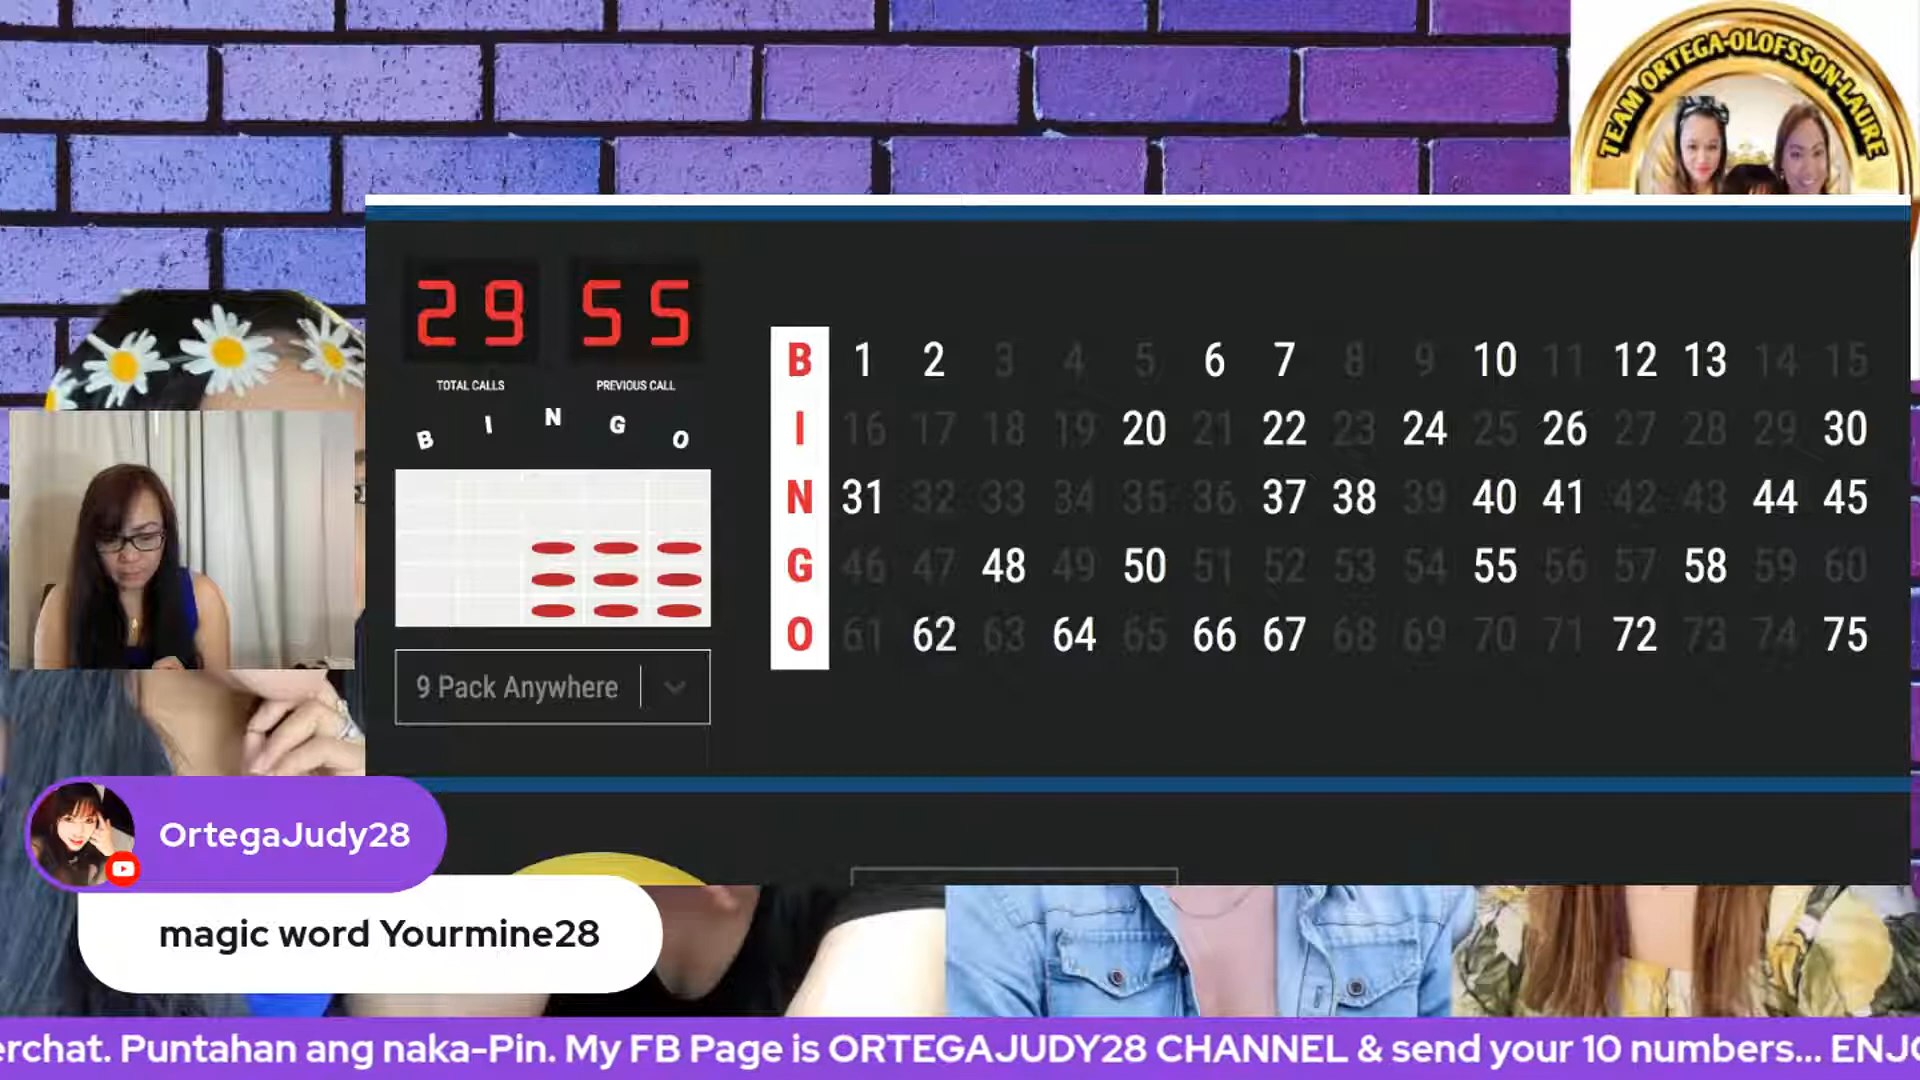 TEAM ORTEGA-OLOFSSON-LAURE
29 55
TOTAL CALLS PREVIOUS CALL
B I N G O
9 Pack Anywhere
B 1 2 3 4 5 6 7 8 9 10 11 12 13 14 15
I 16 17 18 19 20 21 22 23 24 25 26 27 28 29 30
N 31 32 33 34 35 36 37 38 39 40 41 42 43 44 45
G 46 47 48 49 50 51 52 53 54 55 56 57 58 59 60
O 61 62 63 64 65 66 67 68 69 70 71 72 73 74 75
OrtegaJudy28
magic word Yourmine28
erchat. Puntahan ang naka-Pin. My FB Page is ORTEGAJUDY28 CHANNEL & send your 10 numbers... ENJO